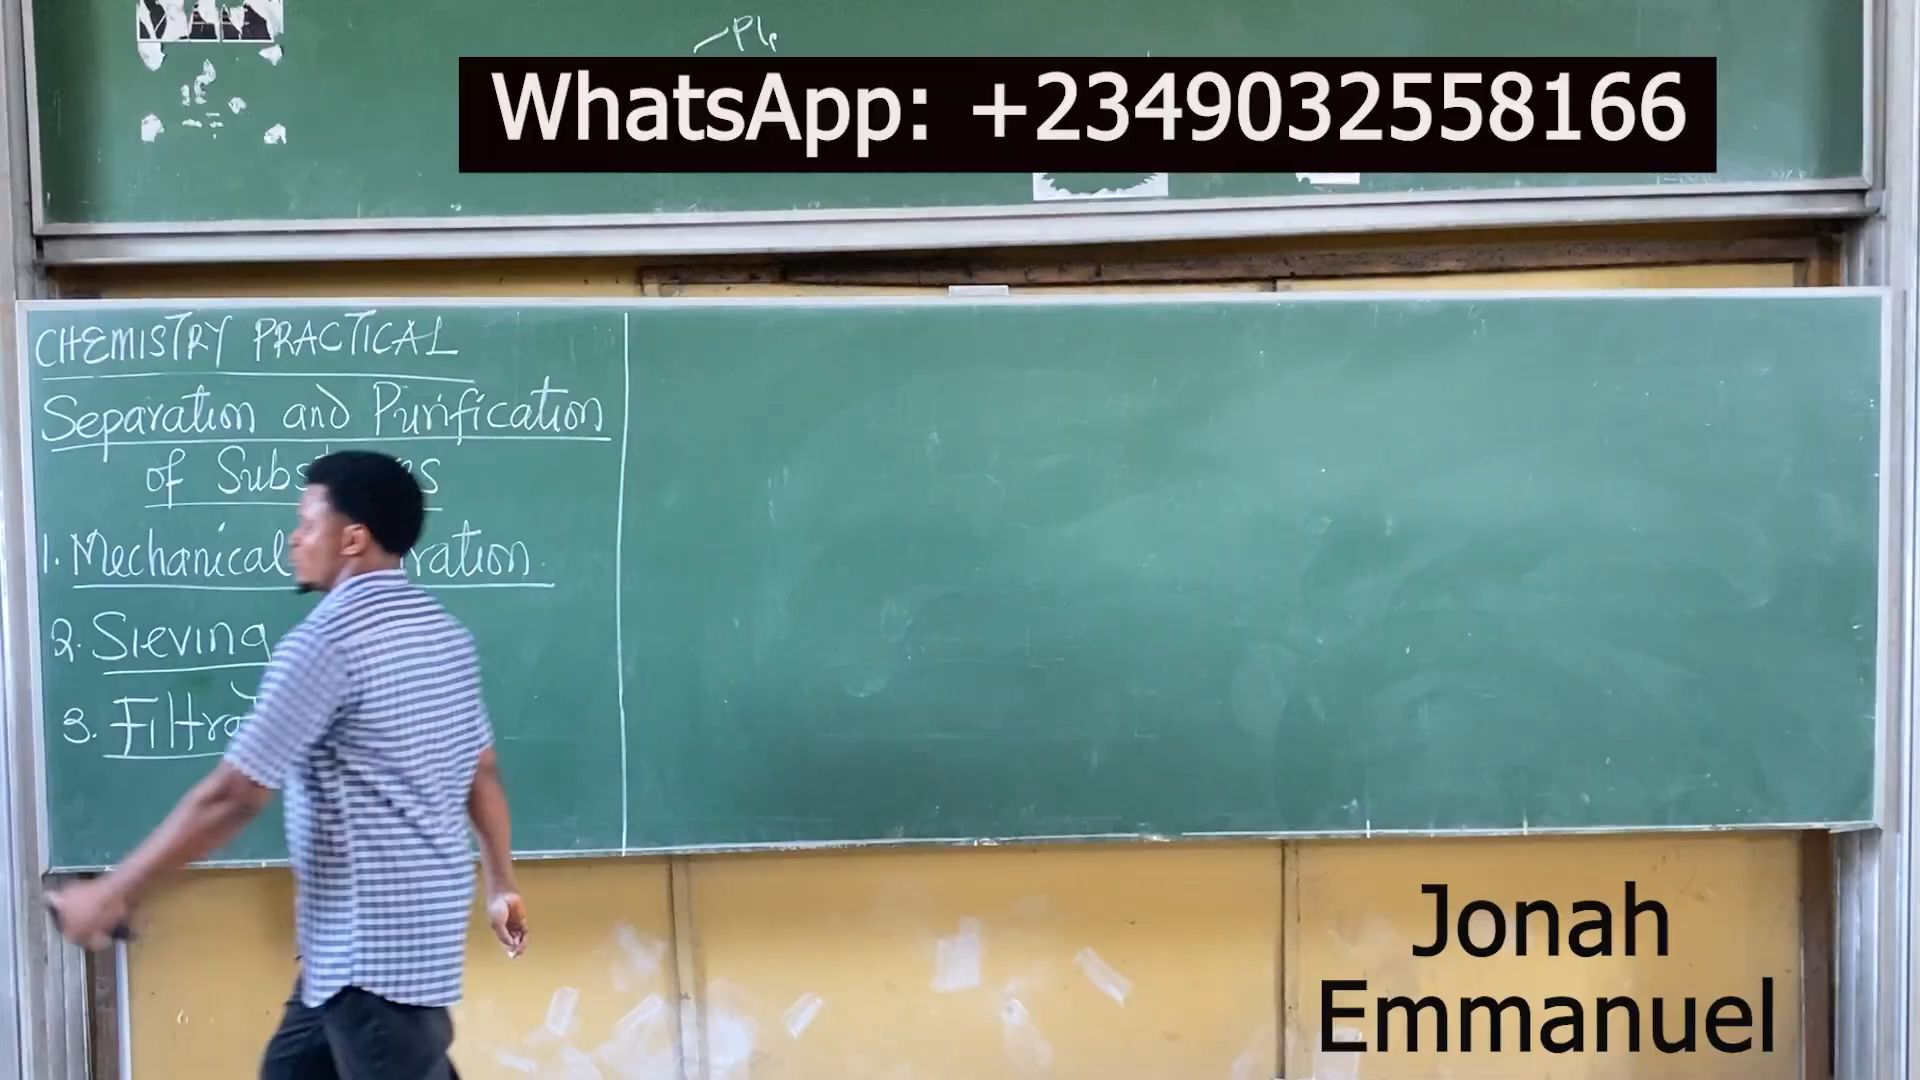 WhatsApp: +2349032558166
CHEMISTRY PRACTICAL
Separation and Purification
of
1. Mechanical
2. Sieving
3.
Jonah
Emmanuel